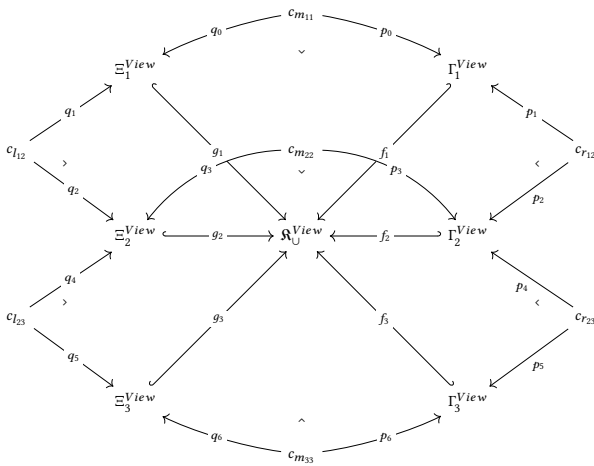 c_{m_{11}}
q_0 p_0
Ξ_1^{View} Γ_1^{View}
q_1 p_1
c_{l_{12}} g_1 c_{m_{22}} f_1 c_{r_{12}}
q_3 p_3
q_2 p_2
Ξ_2^{View} g_2 𝕶_∪^{View} f_2 Γ_2^{View}
q_4 p_4
c_{l_{23}} g_3 f_3 c_{r_{23}}
q_5 p_5
Ξ_3^{View} Γ_3^{View}
q_6 p_6
c_{m_{33}}